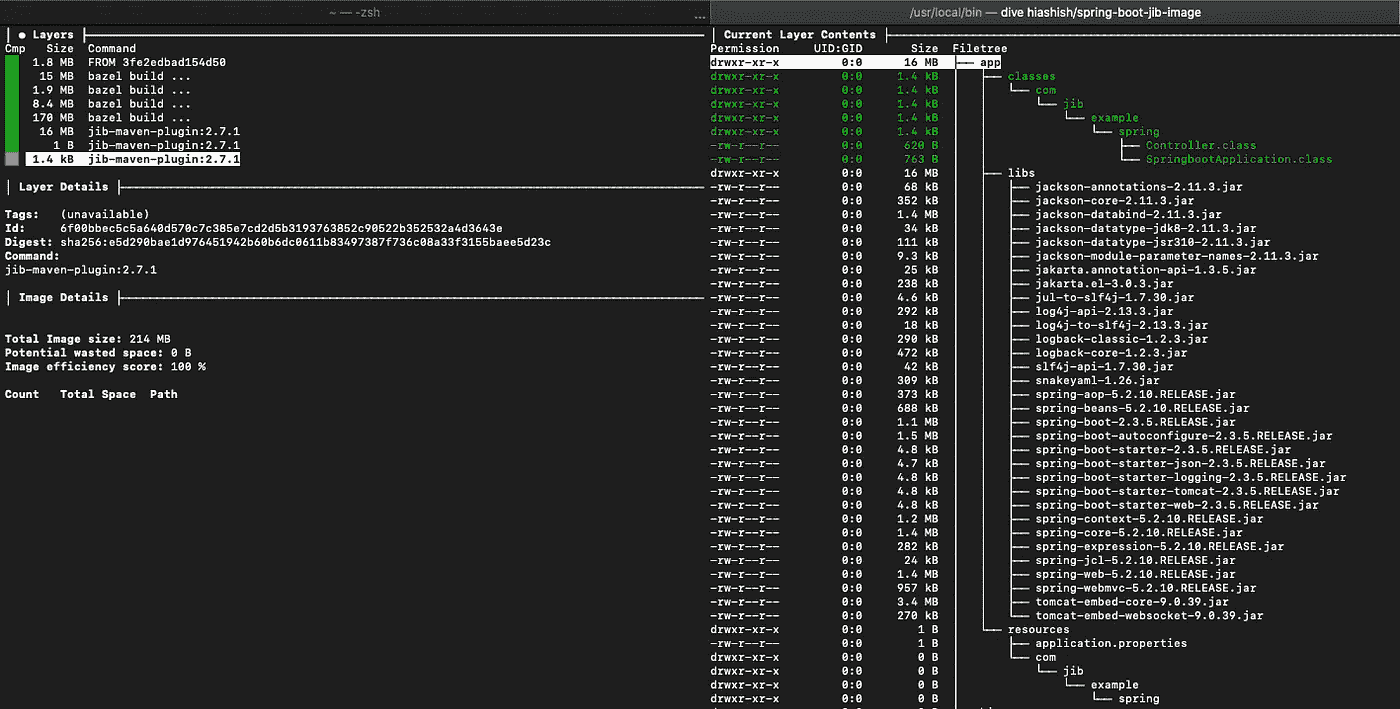 ~ — -zsh
...
● Layers
Cmp Size Command
1.8 MB FROM 3fe2edbad154d50
15 MB bazel build ...
1.9 MB bazel build ...
8.4 MB bazel build ...
170 MB bazel build ...
16 MB jib-maven-plugin:2.7.1
1 B jib-maven-plugin:2.7.1
1.4 kB jib-maven-plugin:2.7.1
Layer Details
Tags: (unavailable)
Id: 6f00bbec5c5a640d570c7c385e7cd2d5b3193763852c90522b352532a4d3643e
Digest: sha256:e5d290bae1d976451942b60b6dc0611b83497387f736c08a33f3155baee5d23c
Command:
jib-maven-plugin:2.7.1
Image Details
Total Image size: 214 MB
Potential wasted space: 0 B
Image efficiency score: 100 %
Count Total Space Path
/usr/local/bin — dive hiashish/spring-boot-jib-image
Current Layer Contents
Permission UID:GID Size Filetree
drwxr-xr-x 0:0 16 MB ├── app
drwxr-xr-x 0:0 1.4 kB │ ├── classes
drwxr-xr-x 0:0 1.4 kB │ │ └── com
drwxr-xr-x 0:0 1.4 kB │ │ └── jib
drwxr-xr-x 0:0 1.4 kB │ │ └── example
drwxr-xr-x 0:0 1.4 kB │ │ └── spring
-rw-r--r-- 0:0 620 B │ │ ├── Controller.class
-rw-r--r-- 0:0 763 B │ │ └── SpringbootApplication.class
drwxr-xr-x 0:0 16 MB │ ├── libs
-rw-r--r-- 0:0 68 kB │ │ ├── jackson-annotations-2.11.3.jar
-rw-r--r-- 0:0 352 kB │ │ ├── jackson-core-2.11.3.jar
-rw-r--r-- 0:0 1.4 MB │ │ ├── jackson-databind-2.11.3.jar
-rw-r--r-- 0:0 34 kB │ │ ├── jackson-datatype-jdk8-2.11.3.jar
-rw-r--r-- 0:0 111 kB │ │ ├── jackson-datatype-jsr310-2.11.3.jar
-rw-r--r-- 0:0 9.3 kB │ │ ├── jackson-module-parameter-names-2.11.3.jar
-rw-r--r-- 0:0 25 kB │ │ ├── jakarta.annotation-api-1.3.5.jar
-rw-r--r-- 0:0 238 kB │ │ ├── jakarta.el-3.0.3.jar
-rw-r--r-- 0:0 4.6 kB │ │ ├── jul-to-slf4j-1.7.30.jar
-rw-r--r-- 0:0 292 kB │ │ ├── log4j-api-2.13.3.jar
-rw-r--r-- 0:0 18 kB │ │ ├── log4j-to-slf4j-2.13.3.jar
-rw-r--r-- 0:0 290 kB │ │ ├── logback-classic-1.2.3.jar
-rw-r--r-- 0:0 472 kB │ │ ├── logback-core-1.2.3.jar
-rw-r--r-- 0:0 42 kB │ │ ├── slf4j-api-1.7.30.jar
-rw-r--r-- 0:0 309 kB │ │ ├── snakeyaml-1.26.jar
-rw-r--r-- 0:0 373 kB │ │ ├── spring-aop-5.2.10.RELEASE.jar
-rw-r--r-- 0:0 688 kB │ │ ├── spring-beans-5.2.10.RELEASE.jar
-rw-r--r-- 0:0 1.1 MB │ │ ├── spring-boot-2.3.5.RELEASE.jar
-rw-r--r-- 0:0 1.5 MB │ │ ├── spring-boot-autoconfigure-2.3.5.RELEASE.jar
-rw-r--r-- 0:0 4.8 kB │ │ ├── spring-boot-starter-2.3.5.RELEASE.jar
-rw-r--r-- 0:0 4.7 kB │ │ ├── spring-boot-starter-json-2.3.5.RELEASE.jar
-rw-r--r-- 0:0 4.8 kB │ │ ├── spring-boot-starter-logging-2.3.5.RELEASE.jar
-rw-r--r-- 0:0 4.8 kB │ │ ├── spring-boot-starter-tomcat-2.3.5.RELEASE.jar
-rw-r--r-- 0:0 4.8 kB │ │ ├── spring-boot-starter-web-2.3.5.RELEASE.jar
-rw-r--r-- 0:0 1.2 MB │ │ ├── spring-context-5.2.10.RELEASE.jar
-rw-r--r-- 0:0 1.4 MB │ │ ├── spring-core-5.2.10.RELEASE.jar
-rw-r--r-- 0:0 282 kB │ │ ├── spring-expression-5.2.10.RELEASE.jar
-rw-r--r-- 0:0 24 kB │ │ ├── spring-jcl-5.2.10.RELEASE.jar
-rw-r--r-- 0:0 1.4 MB │ │ ├── spring-web-5.2.10.RELEASE.jar
-rw-r--r-- 0:0 957 kB │ │ ├── spring-webmvc-5.2.10.RELEASE.jar
-rw-r--r-- 0:0 3.4 MB │ │ ├── tomcat-embed-core-9.0.39.jar
-rw-r--r-- 0:0 270 kB │ │ └── tomcat-embed-websocket-9.0.39.jar
drwxr-xr-x 0:0 1 B │ └── resources
-rw-r--r-- 0:0 1 B │ ├── application.properties
drwxr-xr-x 0:0 0 B │ └── com
drwxr-xr-x 0:0 0 B │ └── jib
drwxr-xr-x 0:0 0 B │ └── example
drwxr-xr-x 0:0 0 B │ └── spring